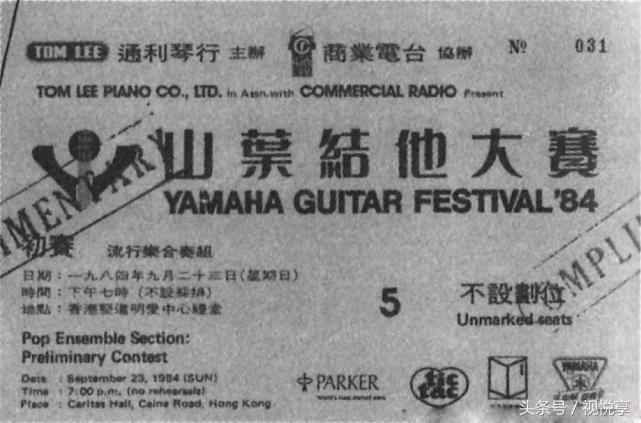 TOM LEE 通利琴行 主辦 商業電台 協辦 Nº 031
TOM LEE PIANO CO., LTD. in Assn. with COMMERCIAL RADIO Present
山葉結他大賽
YAMAHA GUITAR FESTIVAL '84
COMPLIMENTARY
初賽 流行樂合奏組
日期：一九八四年九月二十三日(星期日)
時間：下午七時 (不設綵排)
地點：香港堅道明愛中心禮堂
5
不設劃位
Unmarked seats
COMPLI
Pop Ensemble Section:
Preliminary Contest
Date : September 23, 1984 (SUN)
Time : 7:00 p.m. (no rehearsals)
Place : Caritas Hall, Caine Road, Hong Kong
PARKER
tic tac
YAMAHA
头条号 / 视悦享